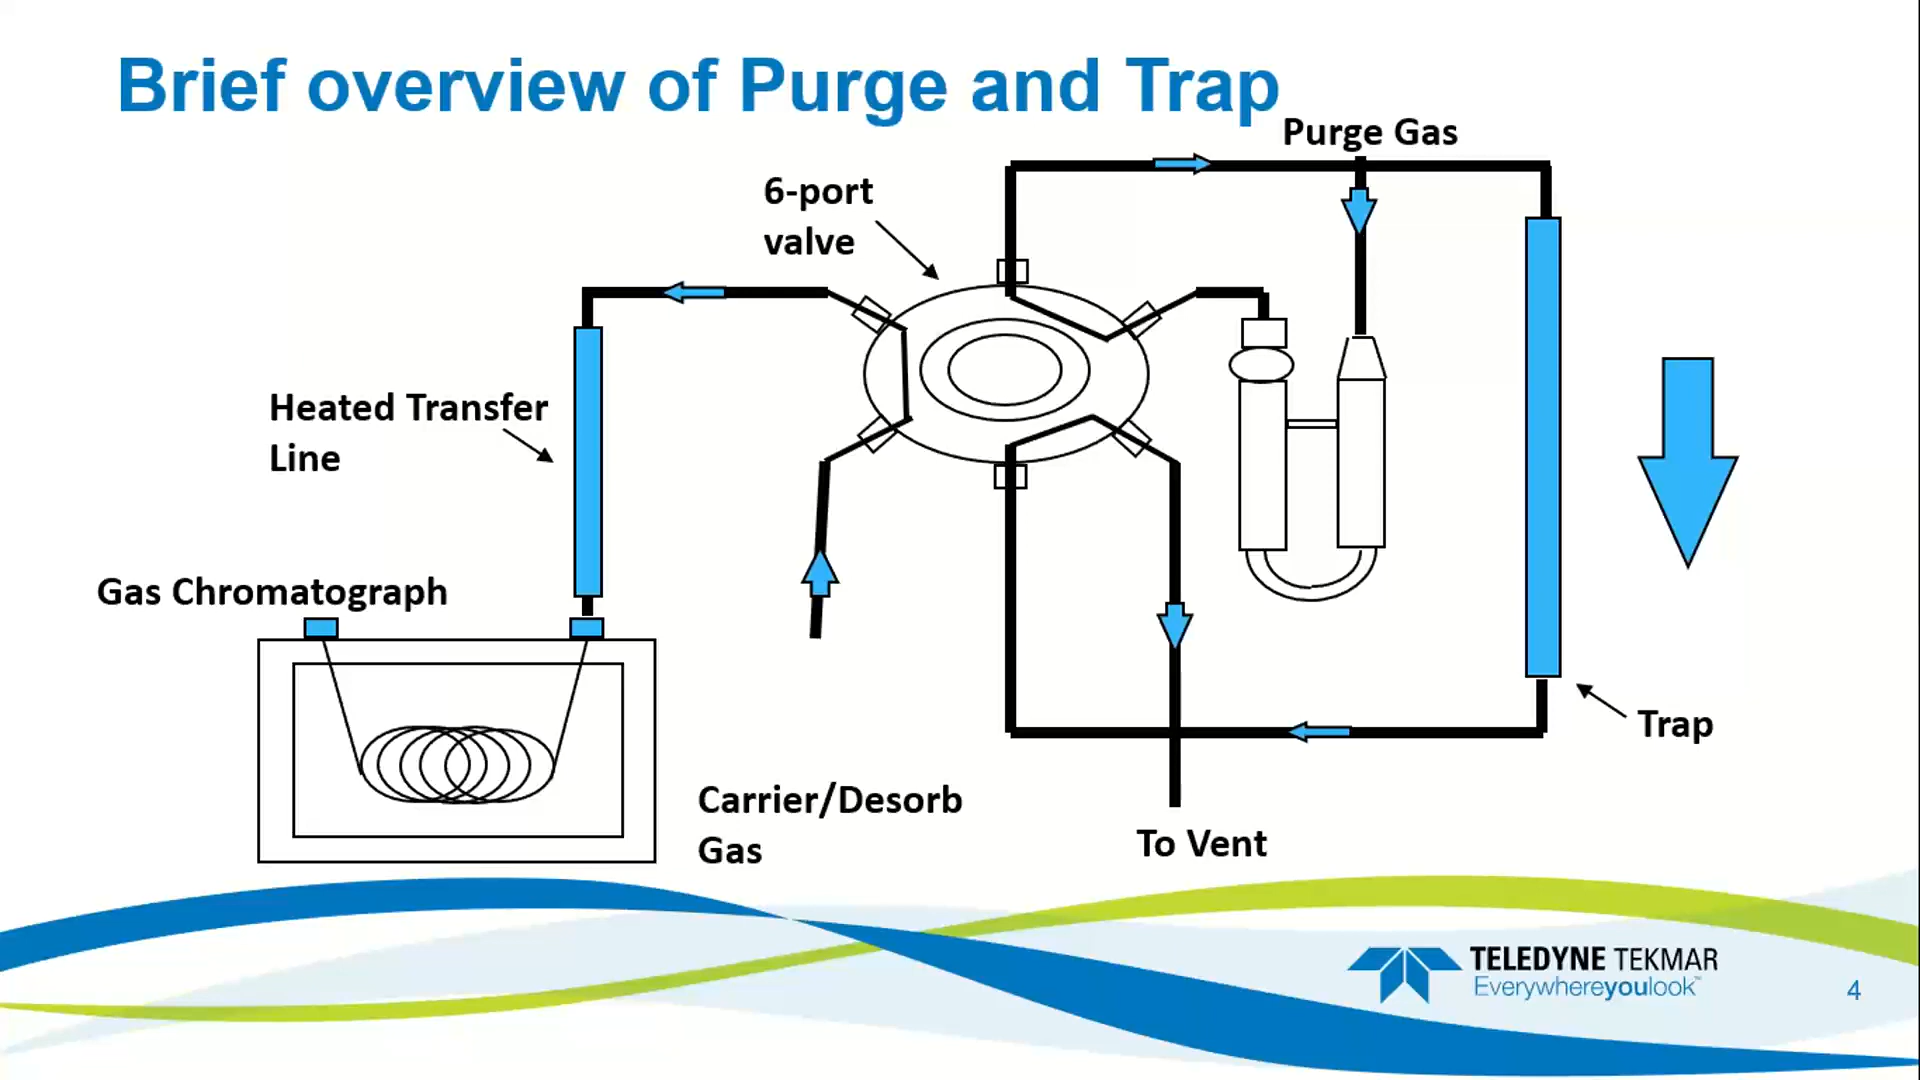 Brief overview of Purge and Trap
Purge Gas
6-port
valve
Heated Transfer
Line
Gas Chromatograph
Trap
Carrier/Desorb
Gas
To Vent
TELEDYNE TEKMAR
Everywhereyoulook™
4